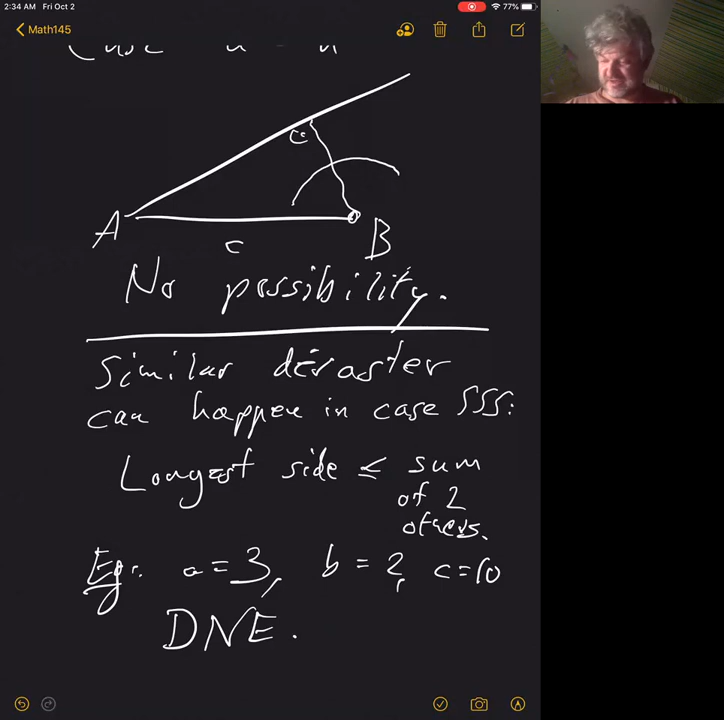 2:34 AM Fri Oct 2
77%
Math145
A
c
B
No possibility.
Similar disaster
can happen in case SSS:
Longest side ≤ sum
of 2
others.
Eg: a=3, b=2, c=10
DNE.